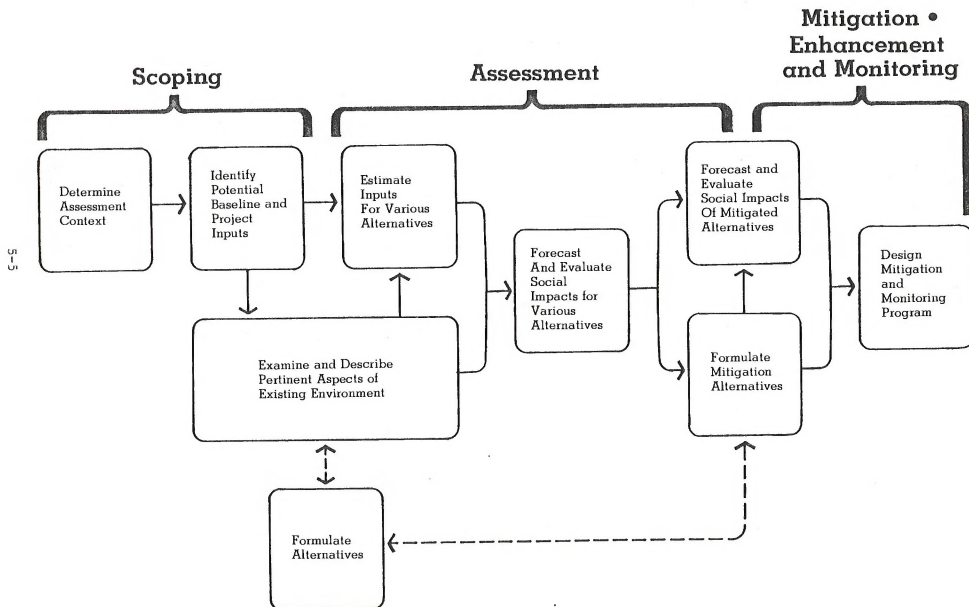 Mitigation •
Enhancement
and Monitoring
Scoping
Assessment
Determine
Assessment
Context
Identify
Potential
Baseline and
Project
Inputs
Estimate
Inputs
For Various
Alternatives
Forecast and
Evaluate
Social Impacts
Of Mitigated
Alternatives
5-5
Forecast
And Evaluate
Social
Impacts for
Various
Alternatives
Design
Mitigation
and
Monitoring
Program
Examine and Describe
Pertinent Aspects of
Existing Environment
Formulate
Mitigation
Alternatives
Formulate
Alternatives